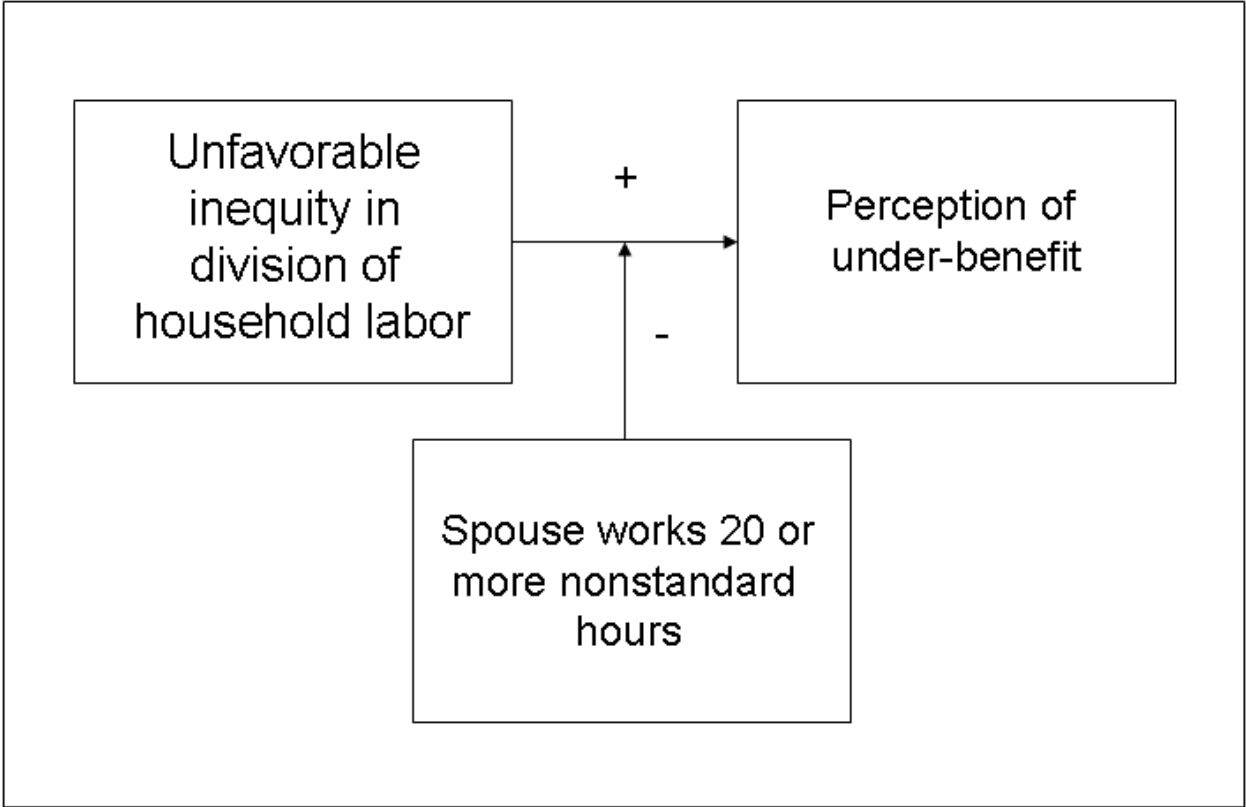 Unfavorable
inequity in
division of
household labor
+
Perception of
under-benefit
-
Spouse works 20 or
more nonstandard
hours